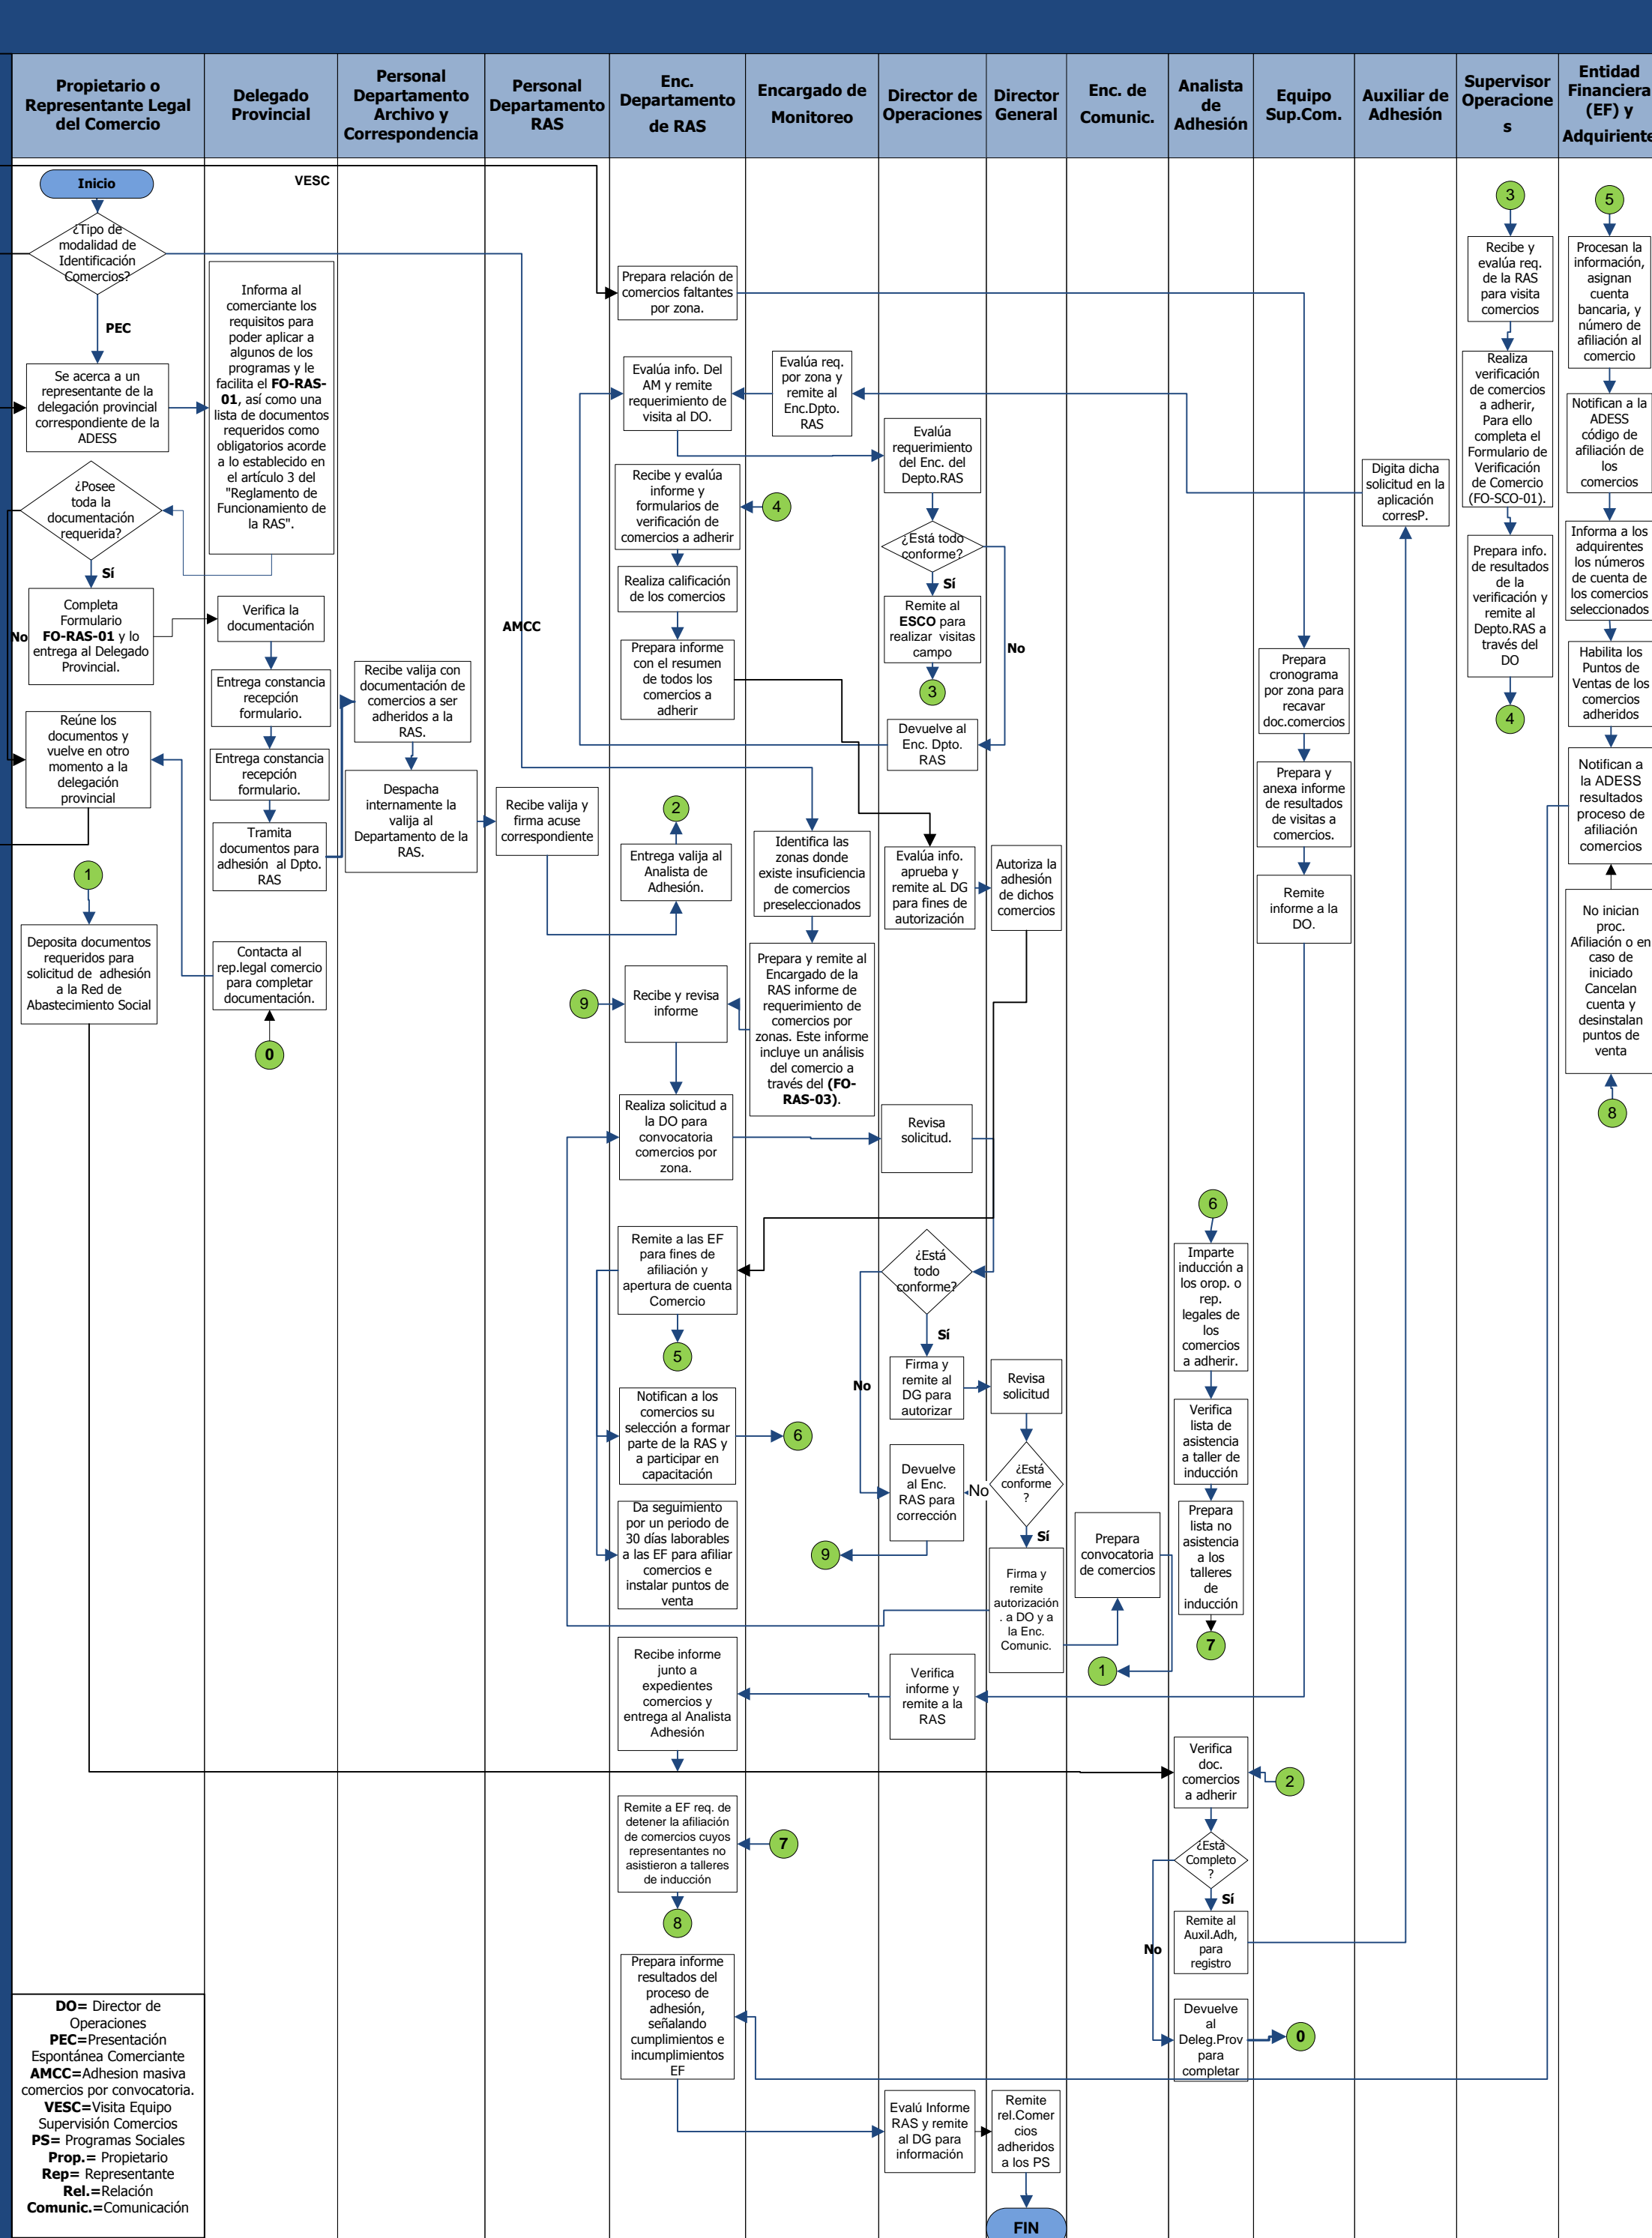 Propietario o
Representante Legal
del Comercio
Delegado
Provincial
Personal
Departamento
Archivo y
Correspondencia
Personal
Departamento
RAS
Enc.
Departamento
de RAS
Encargado de
Monitoreo
Director de
Operaciones
Director
General
Enc. de
Comunic.
Analista
de
Adhesión
Equipo
Sup.Com.
Auxiliar de
Adhesión
Supervisor
Operacione
s
Entidad
Financiera
(EF) y
Adquiriente
Inicio
¿Tipo de
modalidad de
Identificación
Comercios?
PEC
Se acerca a un
representante de la
delegación provincial
correspondiente de la
ADESS
¿Posee
toda la
documentación
requerida?
Sí
No
Completa
Formulario
FO-RAS-01 y lo
entrega al Delegado
Provincial.
Reúne los
documentos y
vuelve en otro
momento a la
delegación
provincial
1
Deposita documentos
requeridos para
solicitud de adhesión
a la Red de
Abastecimiento Social
DO= Director de
Operaciones
PEC=Presentación
Espontánea Comerciante
AMCC=Adhesion masiva
comercios por convocatoria.
VESC=Visita Equipo
Supervisión Comercios
PS= Programas Sociales
Prop.= Propietario
Rep= Representante
Rel.=Relación
Comunic.=Comunicación
VESC
Informa al
comerciante los
requisitos para
poder aplicar a
algunos de los
programas y le
facilita el FO-RAS-
01, así como una
lista de documentos
requeridos como
obligatorios acorde
a lo establecido en
el artículo 3 del
"Reglamento de
Funcionamiento de
la RAS".
Verifica la
documentación
Entrega constancia
recepción
formulario.
Entrega constancia
recepción
formulario.
Tramita
documentos para
adhesión al Dpto.
RAS
Contacta al
rep.legal comercio
para completar
documentación.
0
Recibe valija con
documentación de
comercios a ser
adheridos a la
RAS.
Despacha
internamente la
valija al
Departamento de la
RAS.
AMCC
Recibe valija y
firma acuse
correspondiente
Prepara relación de
comercios faltantes
por zona.
Evalúa info. Del
AM y remite
requerimiento de
visita al DO.
Recibe y evalúa
informe y
formularios de
verificación de
comercios a adherir
4
Realiza calificación
de los comercios
Prepara informe
con el resumen
de todos los
comercios a
adherir
2
Entrega valija al
Analista de
Adhesión.
9
Recibe y revisa
informe
Realiza solicitud a
la DO para
convocatoria
comercios por
zona.
Remite a las EF
para fines de
afiliación y
apertura de cuenta
Comercio
5
Notifican a los
comercios su
selección a formar
parte de la RAS y
a participar en
capacitación
6
Da seguimiento
por un periodo de
30 días laborables
a las EF para afiliar
comercios e
instalar puntos de
venta
9
Recibe informe
junto a
expedientes
comercios y
entrega al Analista
Adhesión
Remite a EF req. de
detener la afiliación
de comercios cuyos
representantes no
asistieron a talleres
de inducción
7
8
Prepara informe
resultados del
proceso de
adhesión,
señalando
cumplimientos e
incumplimientos
EF
Evalúa req.
por zona y
remite al
Enc.Dpto.
RAS
Identifica las
zonas donde
existe insuficiencia
de comercios
preseleccionados
Prepara y remite al
Encargado de la
RAS informe de
requerimiento de
comercios por
zonas. Este informe
incluye un análisis
del comercio a
través del (FO-
RAS-03).
Evalúa
requerimiento
del Enc. del
Depto.RAS
¿Está todo
conforme?
Sí
No
Remite al
ESCO para
realizar visitas
campo
3
Devuelve al
Enc. Dpto.
RAS
Evalúa info.
aprueba y
remite aL DG
para fines de
autorización
Revisa
solicitud.
¿Está
todo
conforme?
Sí
No
Firma y
remite al
DG para
autorizar
Devuelve
al Enc.
RAS para
corrección
Verifica
informe y
remite a la
RAS
Evalú Informe
RAS y remite
al DG para
información
Autoriza la
adhesión
de dichos
comercios
Revisa
solicitud
¿Está
conforme
?
No
Sí
Firma y
remite
autorización
. a DO y a
la Enc.
Comunic.
Remite
rel.Comer
cios
adheridos
a los PS
FIN
Prepara
convocatoria
de comercios
1
6
Imparte
inducción a
los orop. o
rep.
legales de
los
comercios
a adherir.
Verifica
lista de
asistencia
a taller de
inducción
Prepara
lista no
asistencia
a los
talleres
de
inducción
7
Verifica
doc.
comercios
a adherir
2
¿Está
Completo
?
Sí
No
Remite al
Auxil.Adh,
para
registro
Devuelve
al
Deleg.Prov
para
completar
0
Prepara
cronograma
por zona para
recavar
doc.comercios
Prepara y
anexa informe
de resultados
de visitas a
comercios.
Remite
informe a la
DO.
Digita dicha
solicitud en la
aplicación
corresP.
3
Recibe y
evalúa req.
de la RAS
para visita
comercios
Realiza
verificación
de comercios
a adherir,
Para ello
completa el
Formulario de
Verificación
de Comercio
(FO-SCO-01).
Prepara info.
de resultados
de la
verificación y
remite al
Depto.RAS a
través del
DO
4
5
Procesan la
información,
asignan
cuenta
bancaria, y
número de
afiliación al
comercio
Notifican a la
ADESS
código de
afiliación de
los
comercios
Informa a los
adquirentes
los números
de cuenta de
los comercios
seleccionados
Habilita los
Puntos de
Ventas de los
comercios
adheridos
Notifican a
la ADESS
resultados
proceso de
afiliación
comercios
No inician
proc.
Afiliación o en
caso de
iniciado
Cancelan
cuenta y
desinstalan
puntos de
venta
8